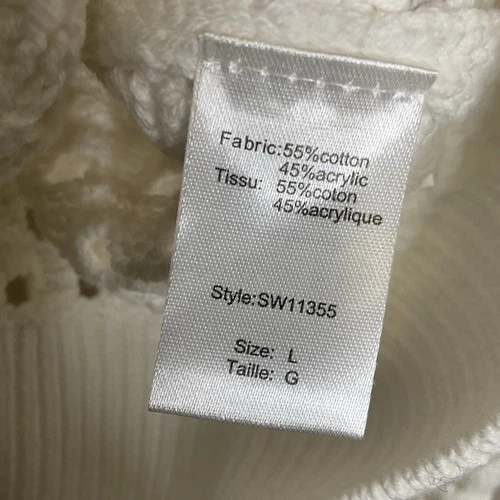 Fabric:55%cotton
45%acrylic
Tissu: 55%coton
45%acrylique
Style:SW11355
Size: L
Taille: G